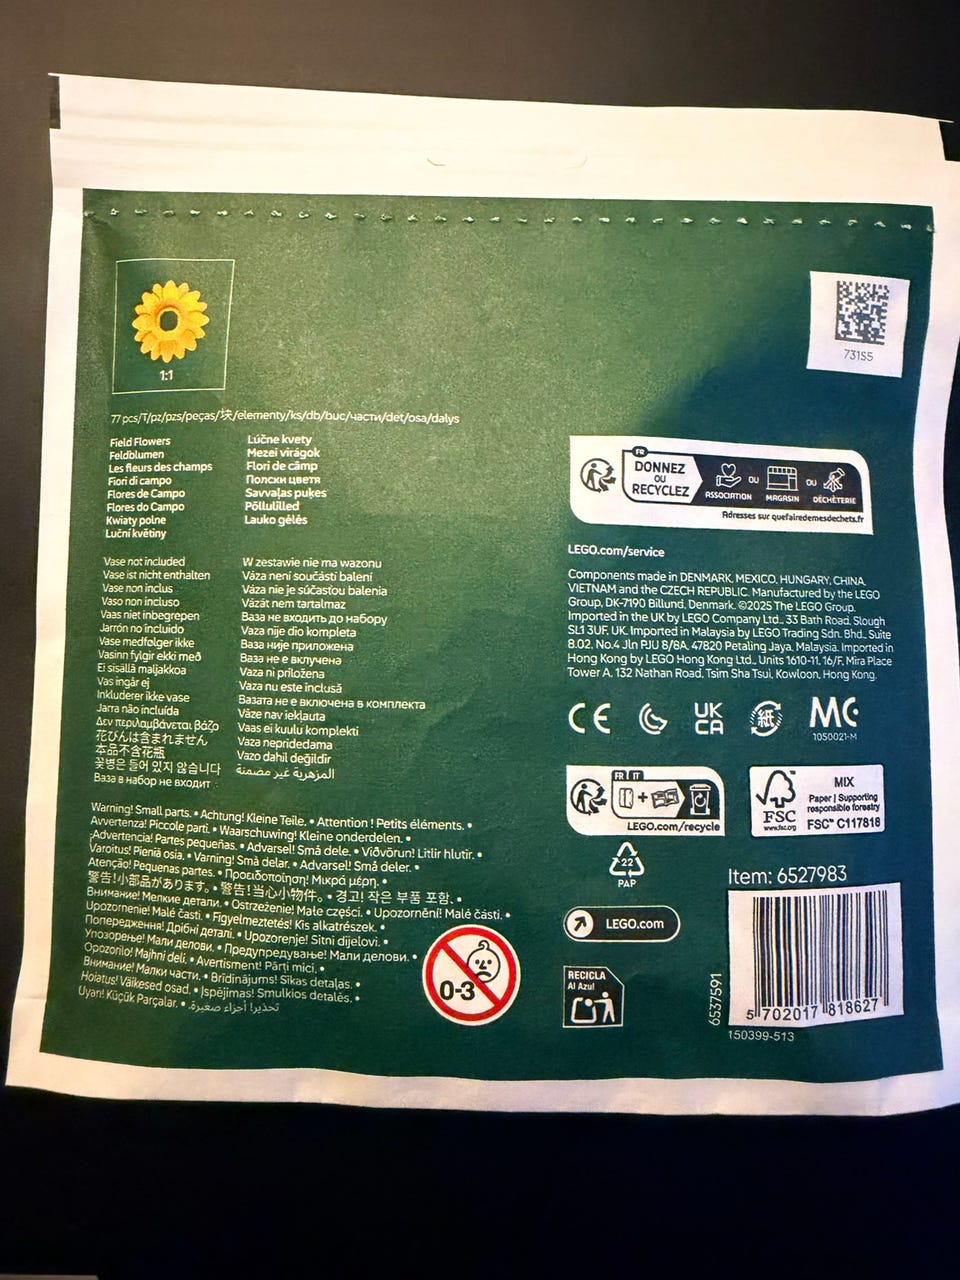 1:1
73155
77 pcs/T/pz/pzs/peças/块/elementy/ks/db/buc/части/det/osa/dalys
Field Flowers
Feldblumen
Les fleurs des champs
Fiori di campo
Flores de Campo
Flores do Campo
Kwiaty polne
Luční květiny
Lúčne kvety
Mezei virágok
Flori de câmp
Полски цветя
Savvaļas puķes
Põllulilled
Lauko gėlės
Vase not included
Vase ist nicht enthalten
Vase non inclus
Vaso non incluso
Vaas niet inbegrepen
Jarrón no incluido
Vase medfølger ikke
Vasinn fylgir ekki með
Ei sisällä maljakkoa
Vas ingår ej
Inkluderer ikke vase
Jarra não incluída
Δεν περιλαμβάνεται βάζο
花びんは含まれません
本品不含花瓶
꽃병은 들어 있지 않습니다
Ваза в набор не входит
W zestawie nie ma wazonu
Váza není součástí balení
Váza nie je súčasťou balenia
Vázát nem tartalmaz
Ваза не входить до набору
Vaza nije dio kompleta
Ваза није приложена
Ваза не е включена
Vaza ni priložena
Vaza nu este inclusă
Вазата не е включена в комплекта
Vāze nav iekļauta
Vaas ei kuulu komplekti
Vaza nepridedama
Vazo dahil değildir
المزهرية غير مضمنة
Warning! Small parts. • Achtung! Kleine Teile. • Attention ! Petits éléments. •
Avvertenza! Piccole parti. • Waarschuwing! Kleine onderdelen. •
¡Advertencia! Partes pequeñas. • Advarsel! Små dele. • Viðvörun! Litlir hlutir. •
Varoitus! Pieniä osia. • Varning! Små delar. • Advarsel! Små deler. •
Atenção! Pequenas partes. • Προειδοποίηση! Μικρά μέρη. •
警告!小部品があります。• 警告!当心小物件。• 경고! 작은 부품 포함. •
Внимание! Мелкие детали. • Ostrzeżenie! Małe części. • Upozornění! Malé části. •
Upozornenie! Malé časti. • Figyelmeztetés! Kis alkatrészek. •
Попередження! Дрібні деталі. • Upozorenje! Sitni dijelovi. •
Упозорење! Мали делови. • Предупредување! Мали делови. •
Opozorilo! Majhni deli. • Avertisment! Părți mici. •
Внимание! Малки части. • Brīdinājums! Sīkas detaļas. •
Hoiatus! Väikesed osad. • Įspėjimas! Smulkios detalės. •
Uyarı! Küçük Parçalar. • تحذير! أجزاء صغيرة.
0-3
FR
DONNEZ
OU
RECYCLEZ
ASSOCIATION
OU
MAGASIN
OU
DÉCHÈTERIE
Adresses sur quefairedemesdechets.fr
LEGO.com/service
Components made in DENMARK, MEXICO, HUNGARY, CHINA,
VIETNAM and the CZECH REPUBLIC. Manufactured by the LEGO
Group, DK-7190 Billund, Denmark. ©2025 The LEGO Group.
Imported in the UK by LEGO Company Ltd., 33 Bath Road, Slough
SL1 3UF, UK. Imported in Malaysia by LEGO Trading Sdn. Bhd., Suite
8.02, No.4 Jln PJU 8/8A, 47820 Petaling Jaya, Malaysia. Imported in
Hong Kong by LEGO Hong Kong Ltd., Units 1610-11, 16/F, Mira Place
Tower A, 132 Nathan Road, Tsim Sha Tsui, Kowloon, Hong Kong.
CE
UK
CA
紙
MC
1050021-M
FR IT
LEGO.com/recycle
FSC
www.fsc.org
MIX
Paper | Supporting
responsible forestry
FSC™ C117818
22
PAP
LEGO.com
RECICLA
Al Azul
Item: 6527983
6537591
5 702017 818627
150399-513